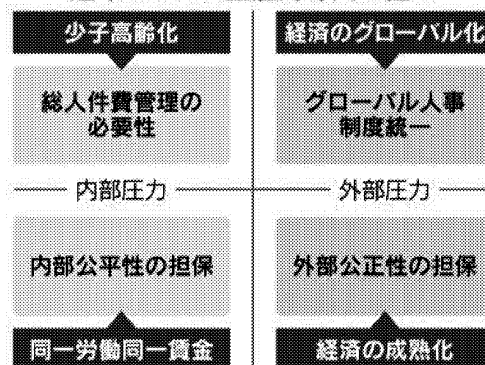 少子高齢化
経済のグローバル化
総人件費管理の
必要性
グローバル人事
制度統一
内部圧力
外部圧力
内部公平性の担保
外部公正性の担保
同一労働同一賃金
経済の成熟化